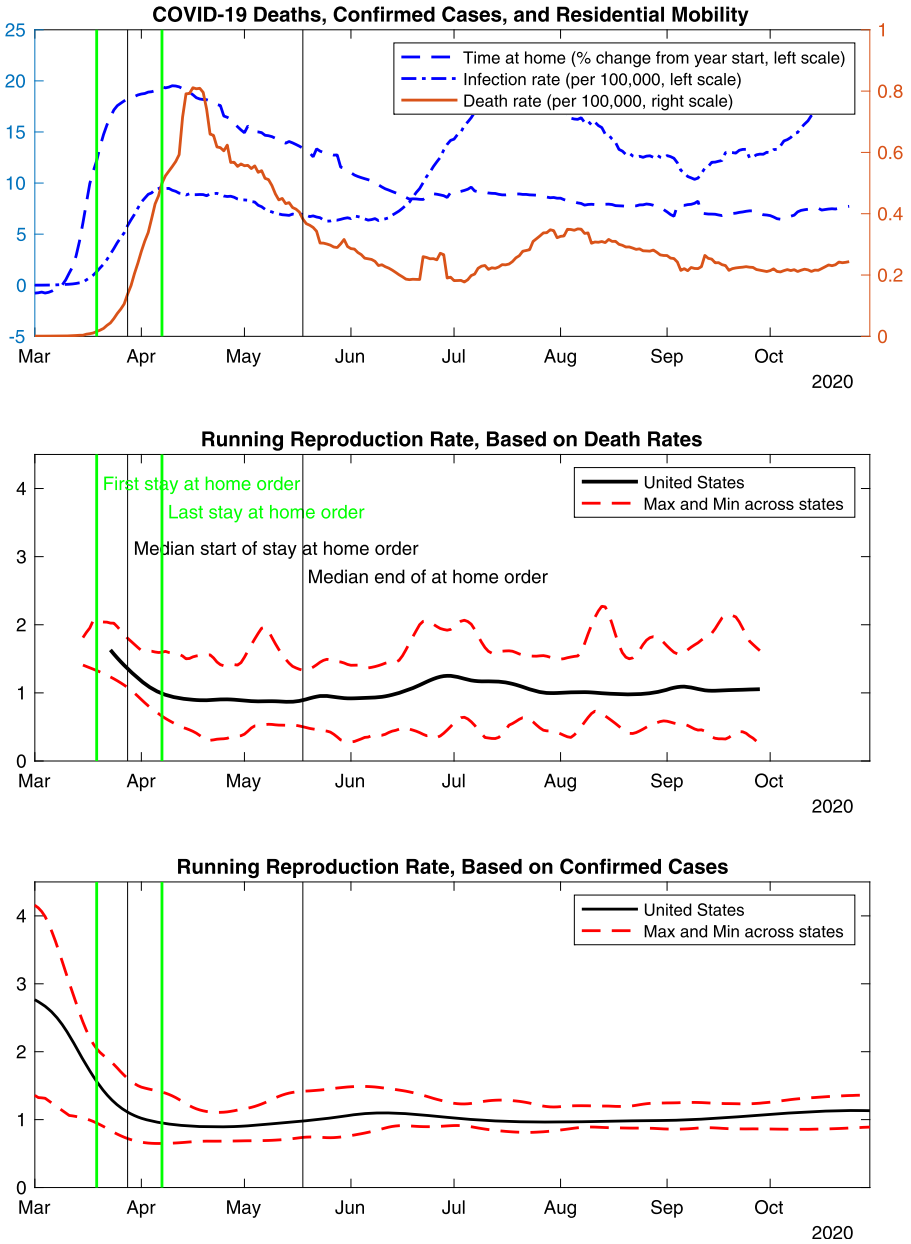 COVID-19 Deaths, Confirmed Cases, and Residential Mobility
25
20
15
10
5
0
-5
1
0.8
0.6
0.4
0.2
0
Time at home (% change from year start, left scale)
Infection rate (per 100,000, left scale)
Death rate (per 100,000, right scale)
Mar Apr May Jun Jul Aug Sep Oct
2020
Running Reproduction Rate, Based on Death Rates
4
3
2
1
0
United States
Max and Min across states
First stay at home order
Last stay at home order
Median start of stay at home order
Median end of at home order
Mar Apr May Jun Jul Aug Sep Oct
2020
Running Reproduction Rate, Based on Confirmed Cases
4
3
2
1
0
United States
Max and Min across states
Mar Apr May Jun Jul Aug Sep Oct
2020